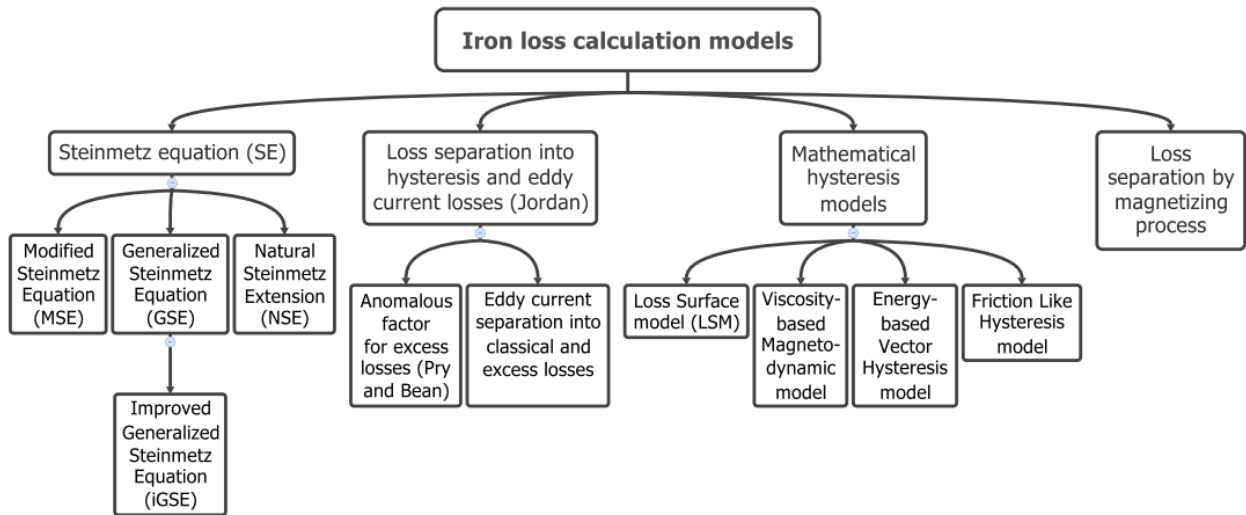 Iron loss calculation models
Steinmetz equation (SE)
Loss separation into
hysteresis and eddy
current losses (Jordan)
Mathematical
hysteresis
models
Loss
separation by
magnetizing
process
Modified
Steinmetz
Equation
(MSE)
Generalized
Steinmetz
Equation
(GSE)
Natural
Steinmetz
Extension
(NSE)
Anomalous
factor
for excess
losses (Pry
and Bean)
Eddy current
separation into
classical and
excess losses
Loss Surface
model (LSM)
Viscosity-
based
Magneto-
dynamic
model
Energy-
based
Vector
Hysteresis
model
Friction Like
Hysteresis
model
Improved
Generalized
Steinmetz
Equation
(iGSE)